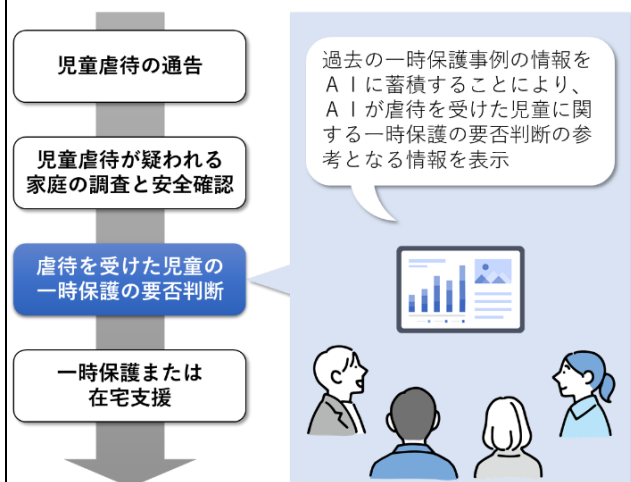 児童虐待の通告
児童虐待が疑われる
家庭の調査と安全確認
虐待を受けた児童の
一時保護の要否判断
一時保護または
在宅支援
過去の一時保護事例の情報を
ＡＩに蓄積することにより、
ＡＩが虐待を受けた児童に関
する一時保護の要否判断の参
考となる情報を表示